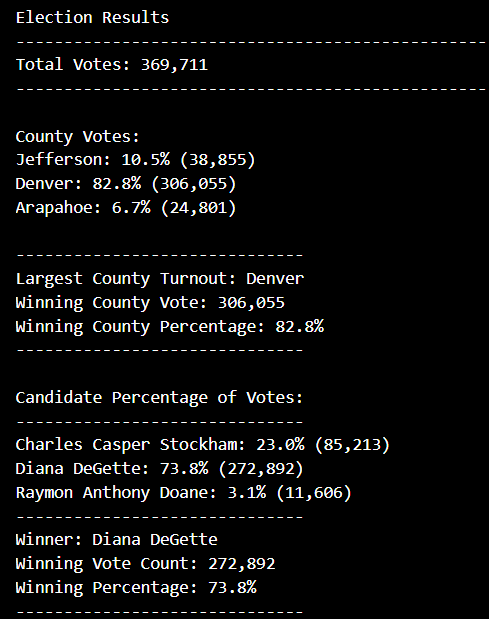 Election Results
-------------------------------------------------
Total Votes: 369,711
-------------------------------------------------
County Votes:
Jefferson: 10.5% (38,855)
Denver: 82.8% (306,055)
Arapahoe: 6.7% (24,801)
------------------------------
Largest County Turnout: Denver
Winning County Vote: 306,055
Winning County Percentage: 82.8%
------------------------------
Candidate Percentage of Votes:
------------------------------
Charles Casper Stockham: 23.0% (85,213)
Diana DeGette: 73.8% (272,892)
Raymon Anthony Doane: 3.1% (11,606)
------------------------------
Winner: Diana DeGette
Winning Vote Count: 272,892
Winning Percentage: 73.8%
------------------------------